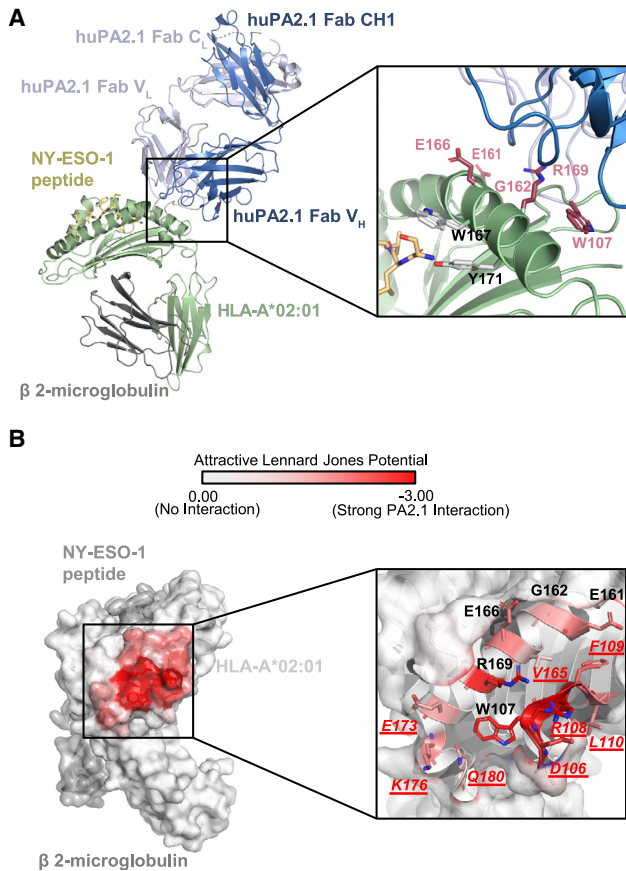 A
huPA2.1 Fab CH1
huPA2.1 Fab CL
huPA2.1 Fab VL
NY-ESO-1
peptide
huPA2.1 Fab VH
HLA-A*02:01
β 2-microglobulin
E166
E161
R169
G162
W107
W167
Y171
B
Attractive Lennard Jones Potential
0.00
-3.00
(No Interaction)
(Strong PA2.1 Interaction)
NY-ESO-1
peptide
HLA-A*02:01
β 2-microglobulin
G162
E166
E161
F109
R169
V165
W107
E173
R108
L110
Q180
D106
K176